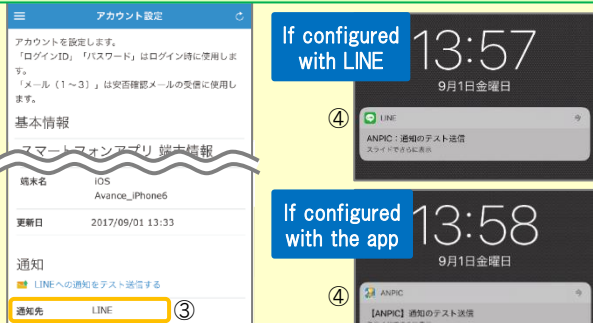 アカウント設定
アカウントを設定します。
「ログインID」「パスワード」はログイン時に使用しま
す。
「メール（1～3）」は安否確認メールの受信に使用し
ます。
基本情報
スマートフォンアプリ 端末情報
端末名 iOS
Avance_iPhone6
更新日 2017/09/01 13:33
通知
LINEへの通知をテスト送信する
通知先 LINE
③
If configured
with LINE
13:57
9月1日金曜日
④
LINE
今
ANPIC：通知のテスト送信
スライドでさらに表示
If configured
with the app
13:58
9月1日金曜日
④
ANPIC
今
【ANPIC】通知のテスト送信